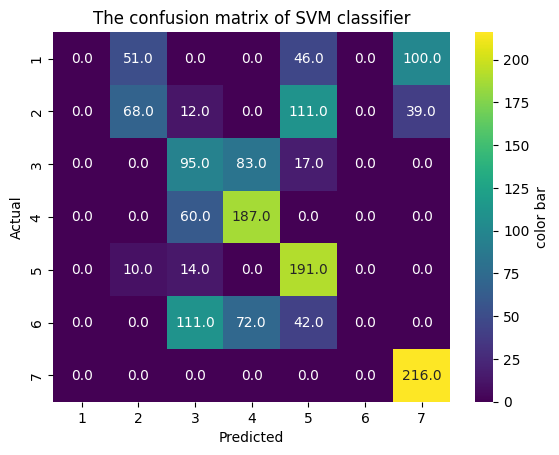 The confusion matrix of SVM classifier
1 0.0 51.0 0.0 0.0 46.0 0.0 100.0
2 0.0 68.0 12.0 0.0 111.0 0.0 39.0
3 0.0 0.0 95.0 83.0 17.0 0.0 0.0
4 0.0 0.0 60.0 187.0 0.0 0.0 0.0
5 0.0 10.0 14.0 0.0 191.0 0.0 0.0
6 0.0 0.0 111.0 72.0 42.0 0.0 0.0
7 0.0 0.0 0.0 0.0 0.0 0.0 216.0
1 2 3 4 5 6 7
Predicted
Actual
200
175
150
125
100
75
50
25
0
color bar